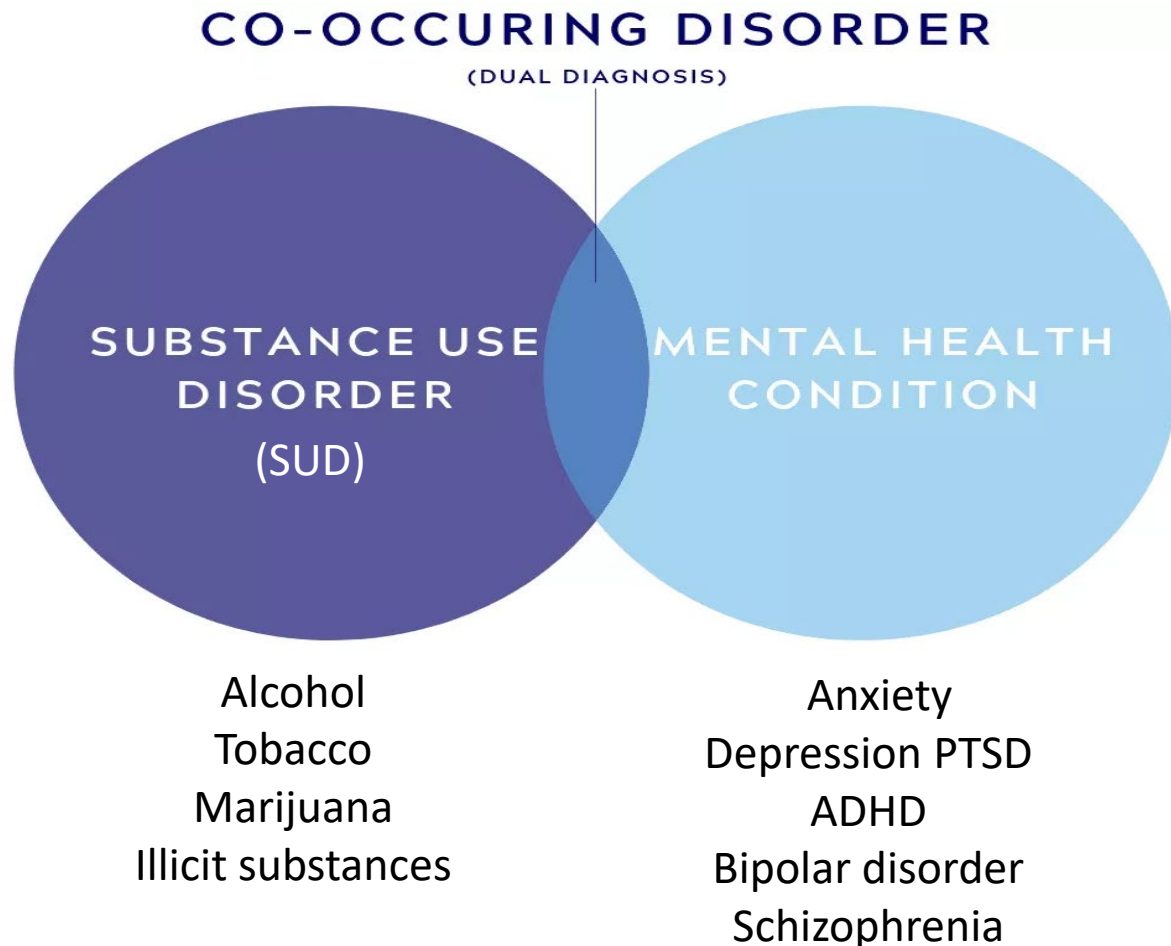 CO-OCCURING DISORDER
(DUAL DIAGNOSIS)
SUBSTANCE USE
DISORDER
(SUD)
MENTAL HEALTH
CONDITION
Alcohol
Tobacco
Marijuana
Illicit substances
Anxiety
Depression PTSD
ADHD
Bipolar disorder
Schizophrenia